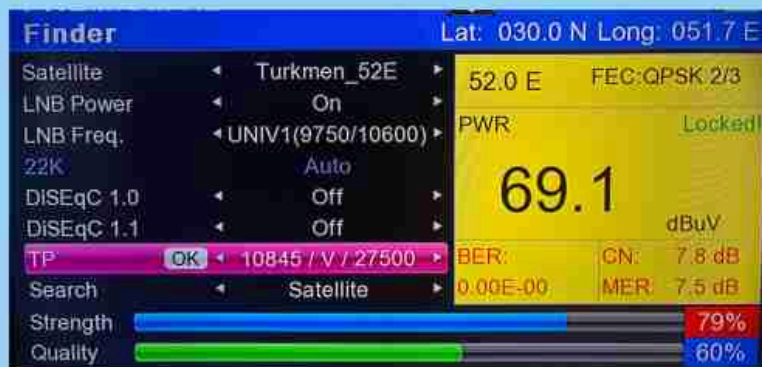 Finder
Lat: 030.0 N Long: 051.7 E
Satellite Turkmen_52E
LNB Power On
LNB Freq. UNIV1(9750/10600)
22K Auto
DiSEqC 1.0 Off
DiSEqC 1.1 Off
TP OK 10845 / V / 27500
Search Satellite
52.0 E FEC:QPSK 2/3
PWR Locked!
69.1
dBuV
BER: CN: 7.8 dB
0.00E-00 MER: 7.5 dB
Strength 79%
Quality 60%